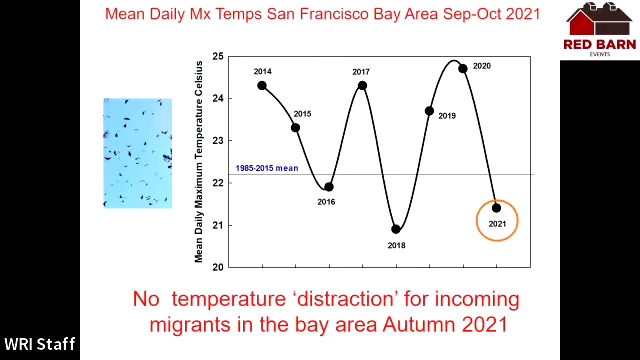 Mean Daily Mx Temps San Francisco Bay Area Sep-Oct 2021
RED BARN
EVENTS
Mean Daily Maximum Temperature Celsius
25
24
23
22
21
20
2014
2015
2016
2017
2018
2019
2020
2021
1985-2015 mean
No temperature ‘distraction’ for incoming
migrants in the bay area Autumn 2021
WRI Staff